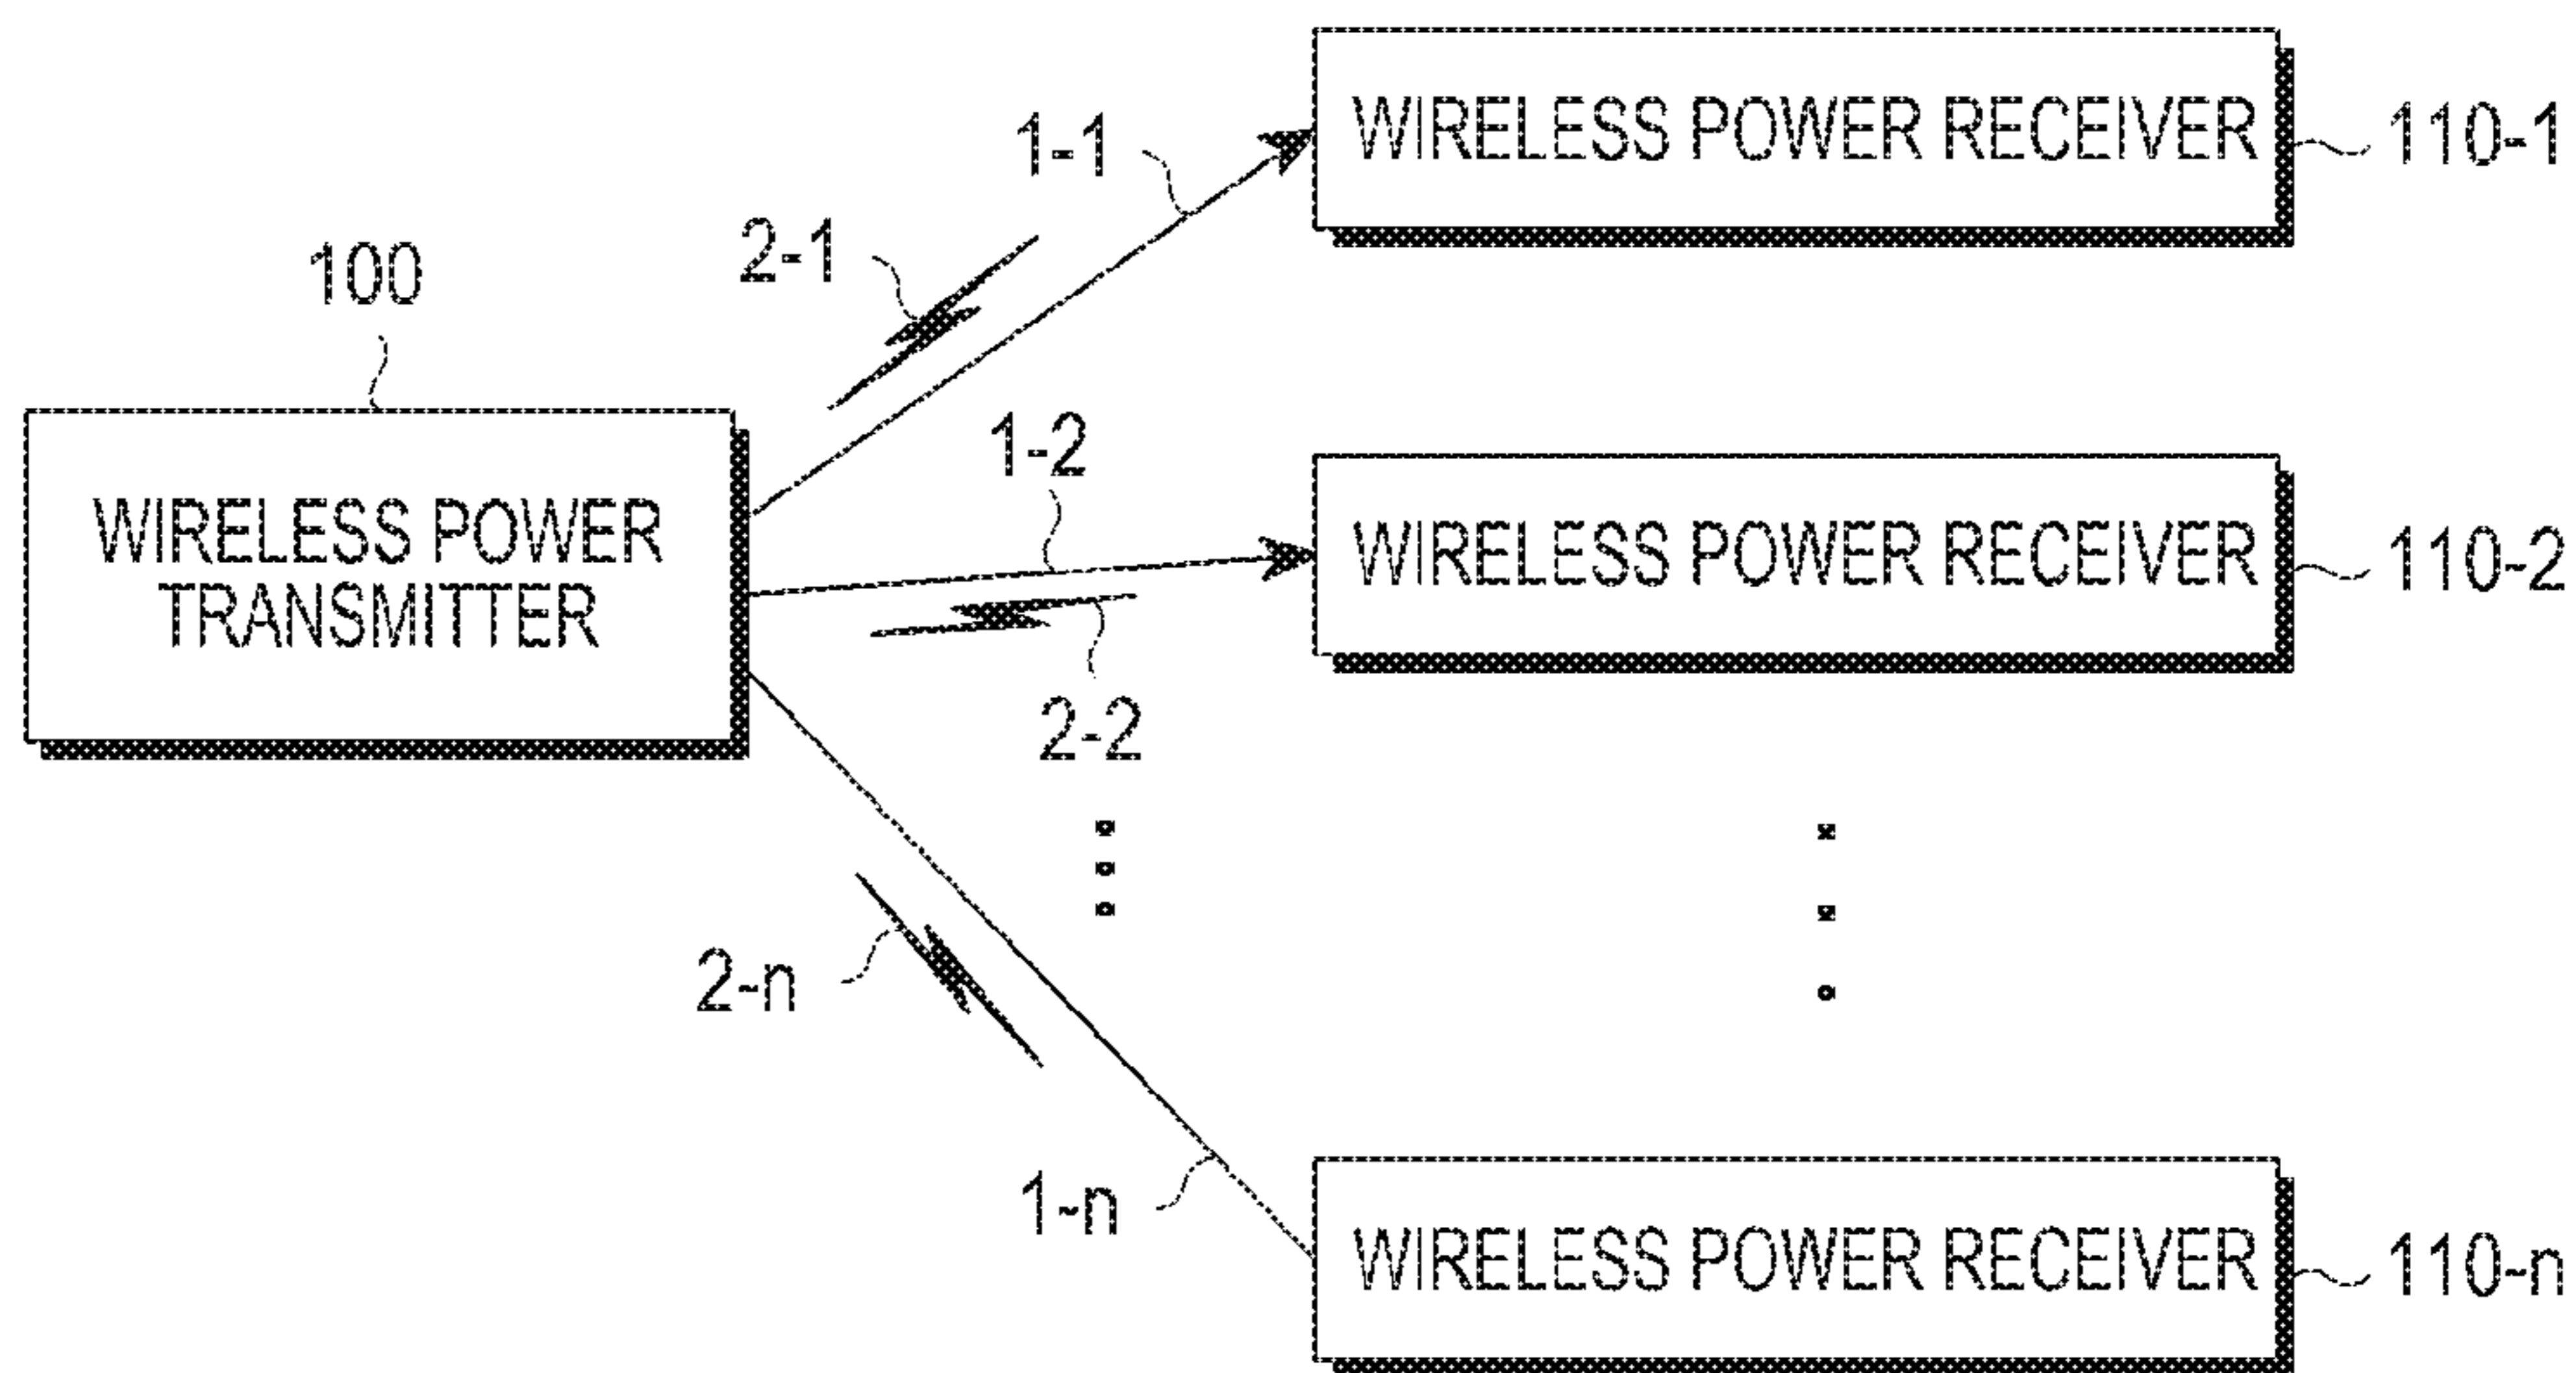 WIRELESS POWER RECEIVER
110-1
1-1
2-1
100
1-2
WIRELESS POWER
TRANSMITTER
WIRELESS POWER RECEIVER
110-2
2-2
2-n
1-n
WIRELESS POWER RECEIVER
110-n